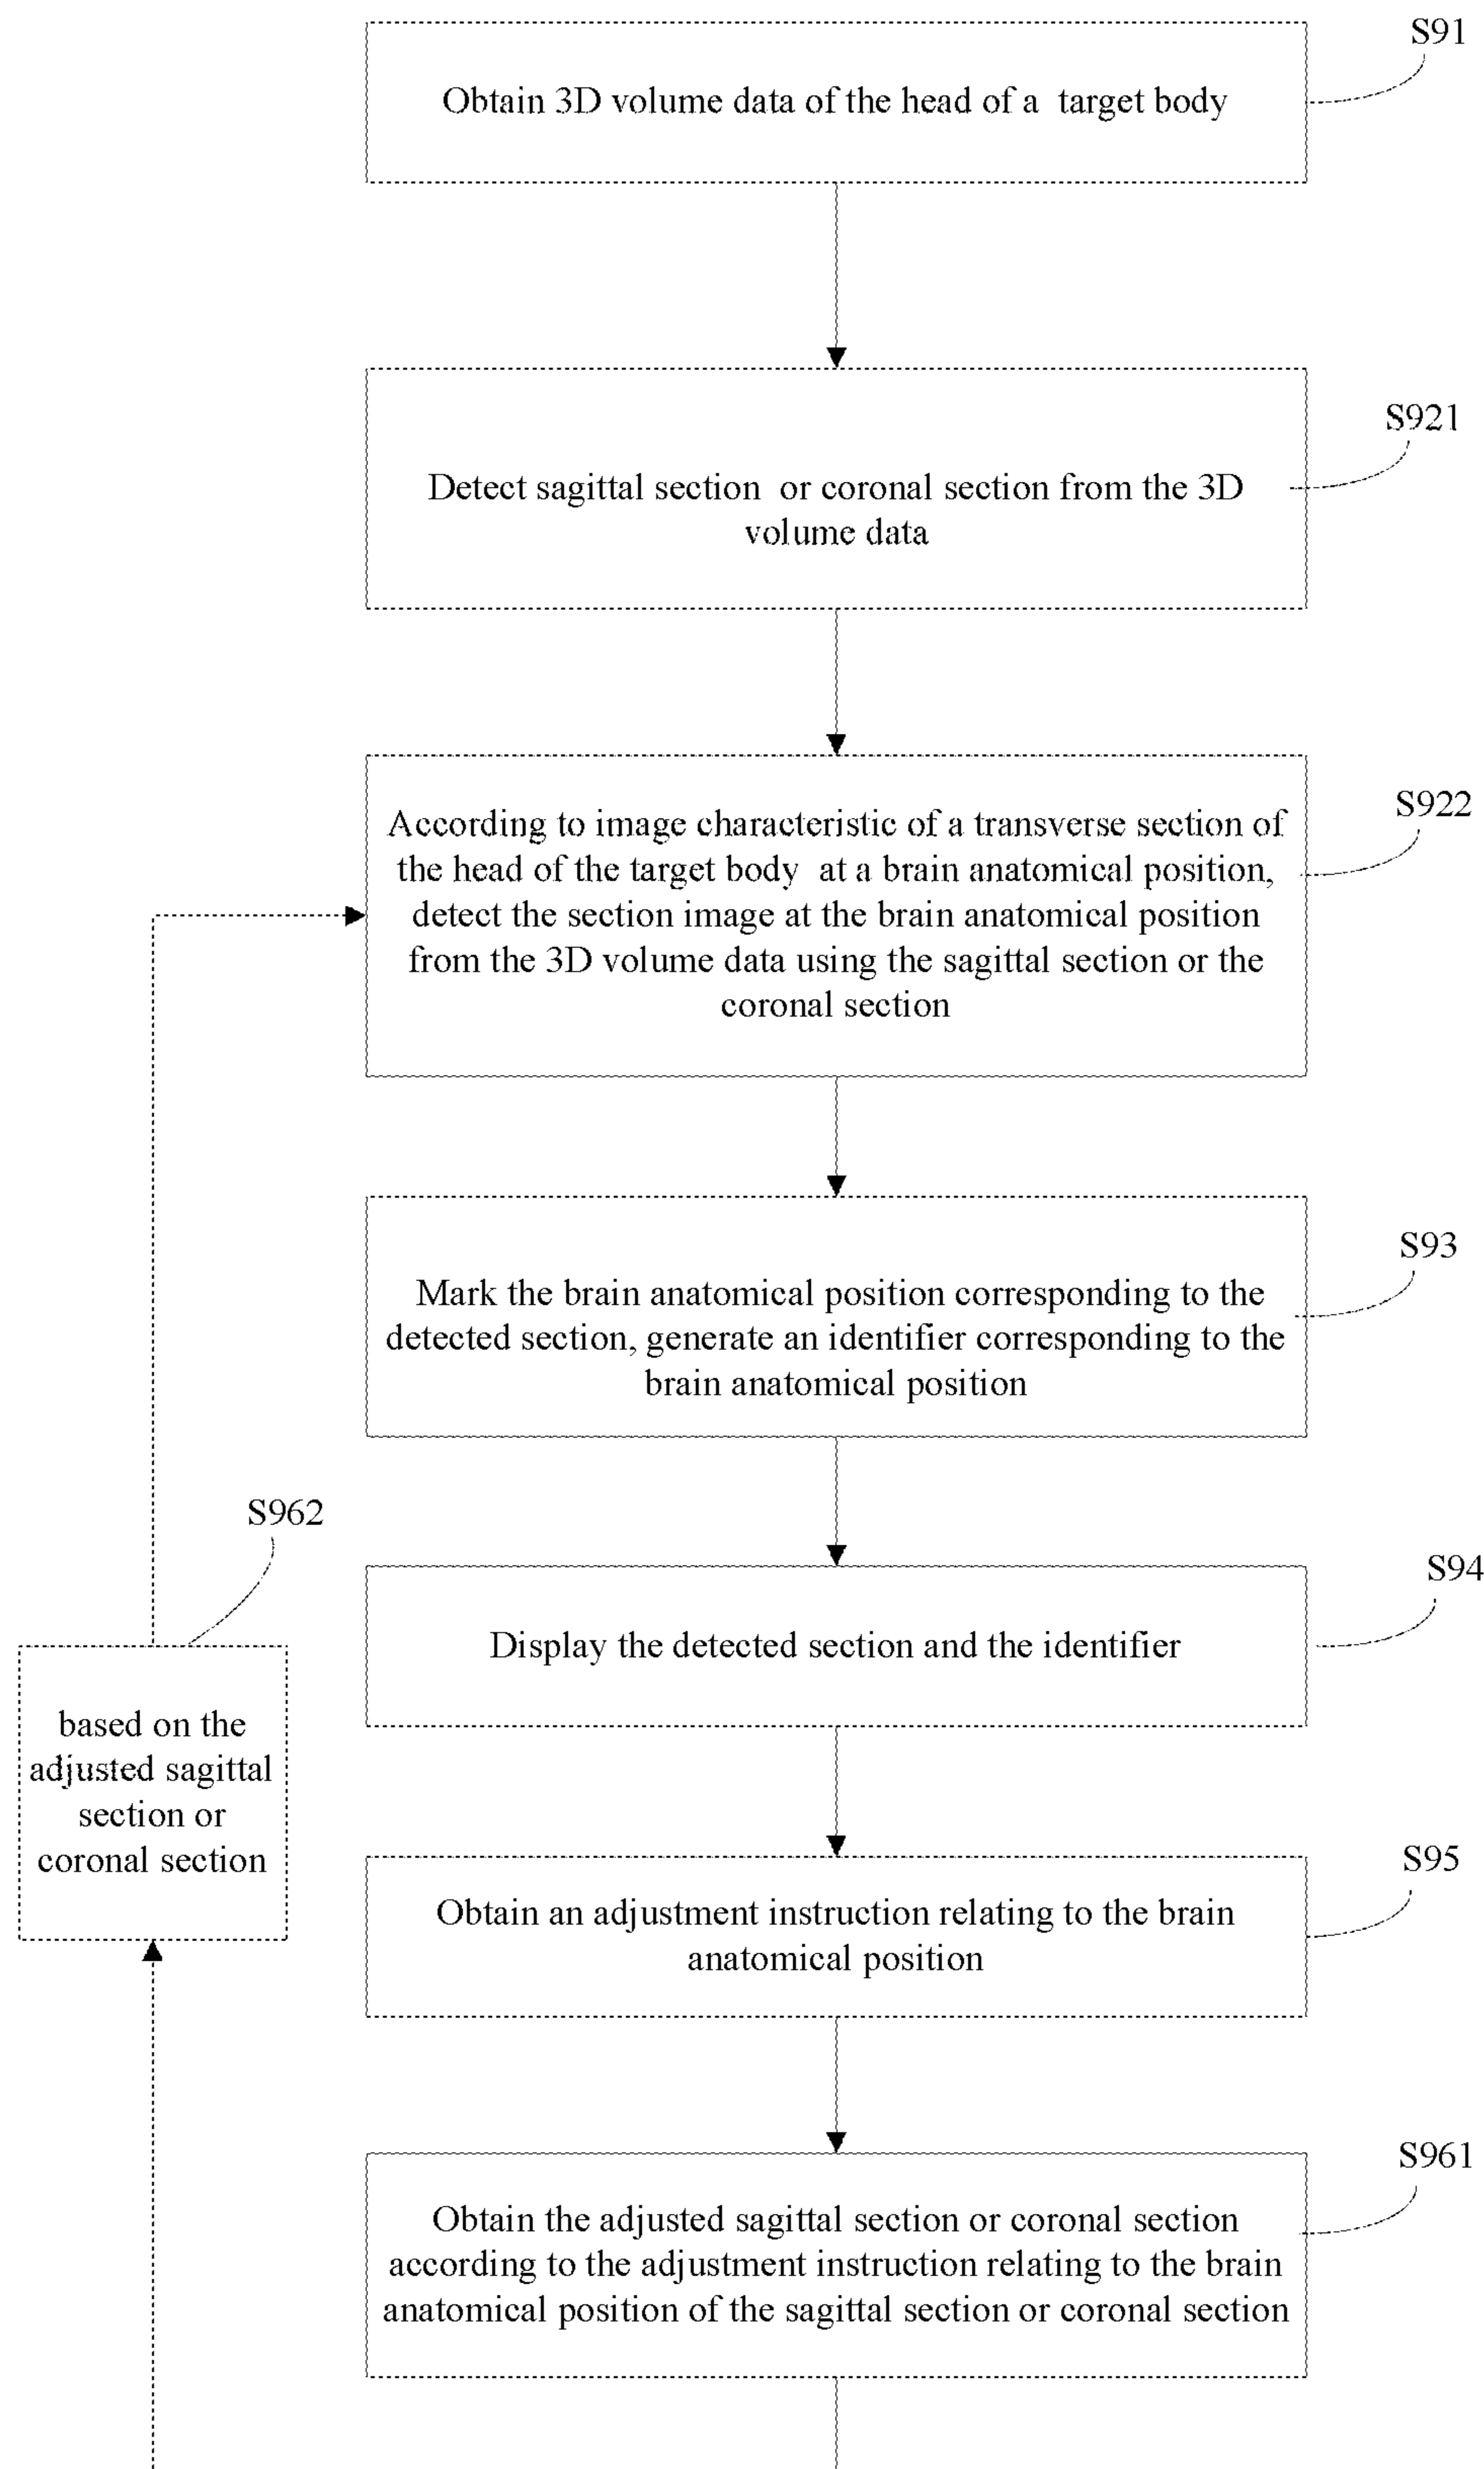 S91
Obtain 3D volume data of the head of a target body
S921
Detect sagittal section or coronal section from the 3D
volume data
S922
According to image characteristic of a transverse section of
the head of the target body at a brain anatomical position,
detect the section image at the brain anatomical position
from the 3D volume data using the sagittal section or the
coronal section
S93
Mark the brain anatomical position corresponding to the
detected section, generate an identifier corresponding to the
brain anatomical position
S962
S94
Display the detected section and the identifier
based on the
adjusted sagittal
section or
coronal section
S95
Obtain an adjustment instruction relating to the brain
anatomical position
S961
Obtain the adjusted sagittal section or coronal section
according to the adjustment instruction relating to the brain
anatomical position of the sagittal section or coronal section